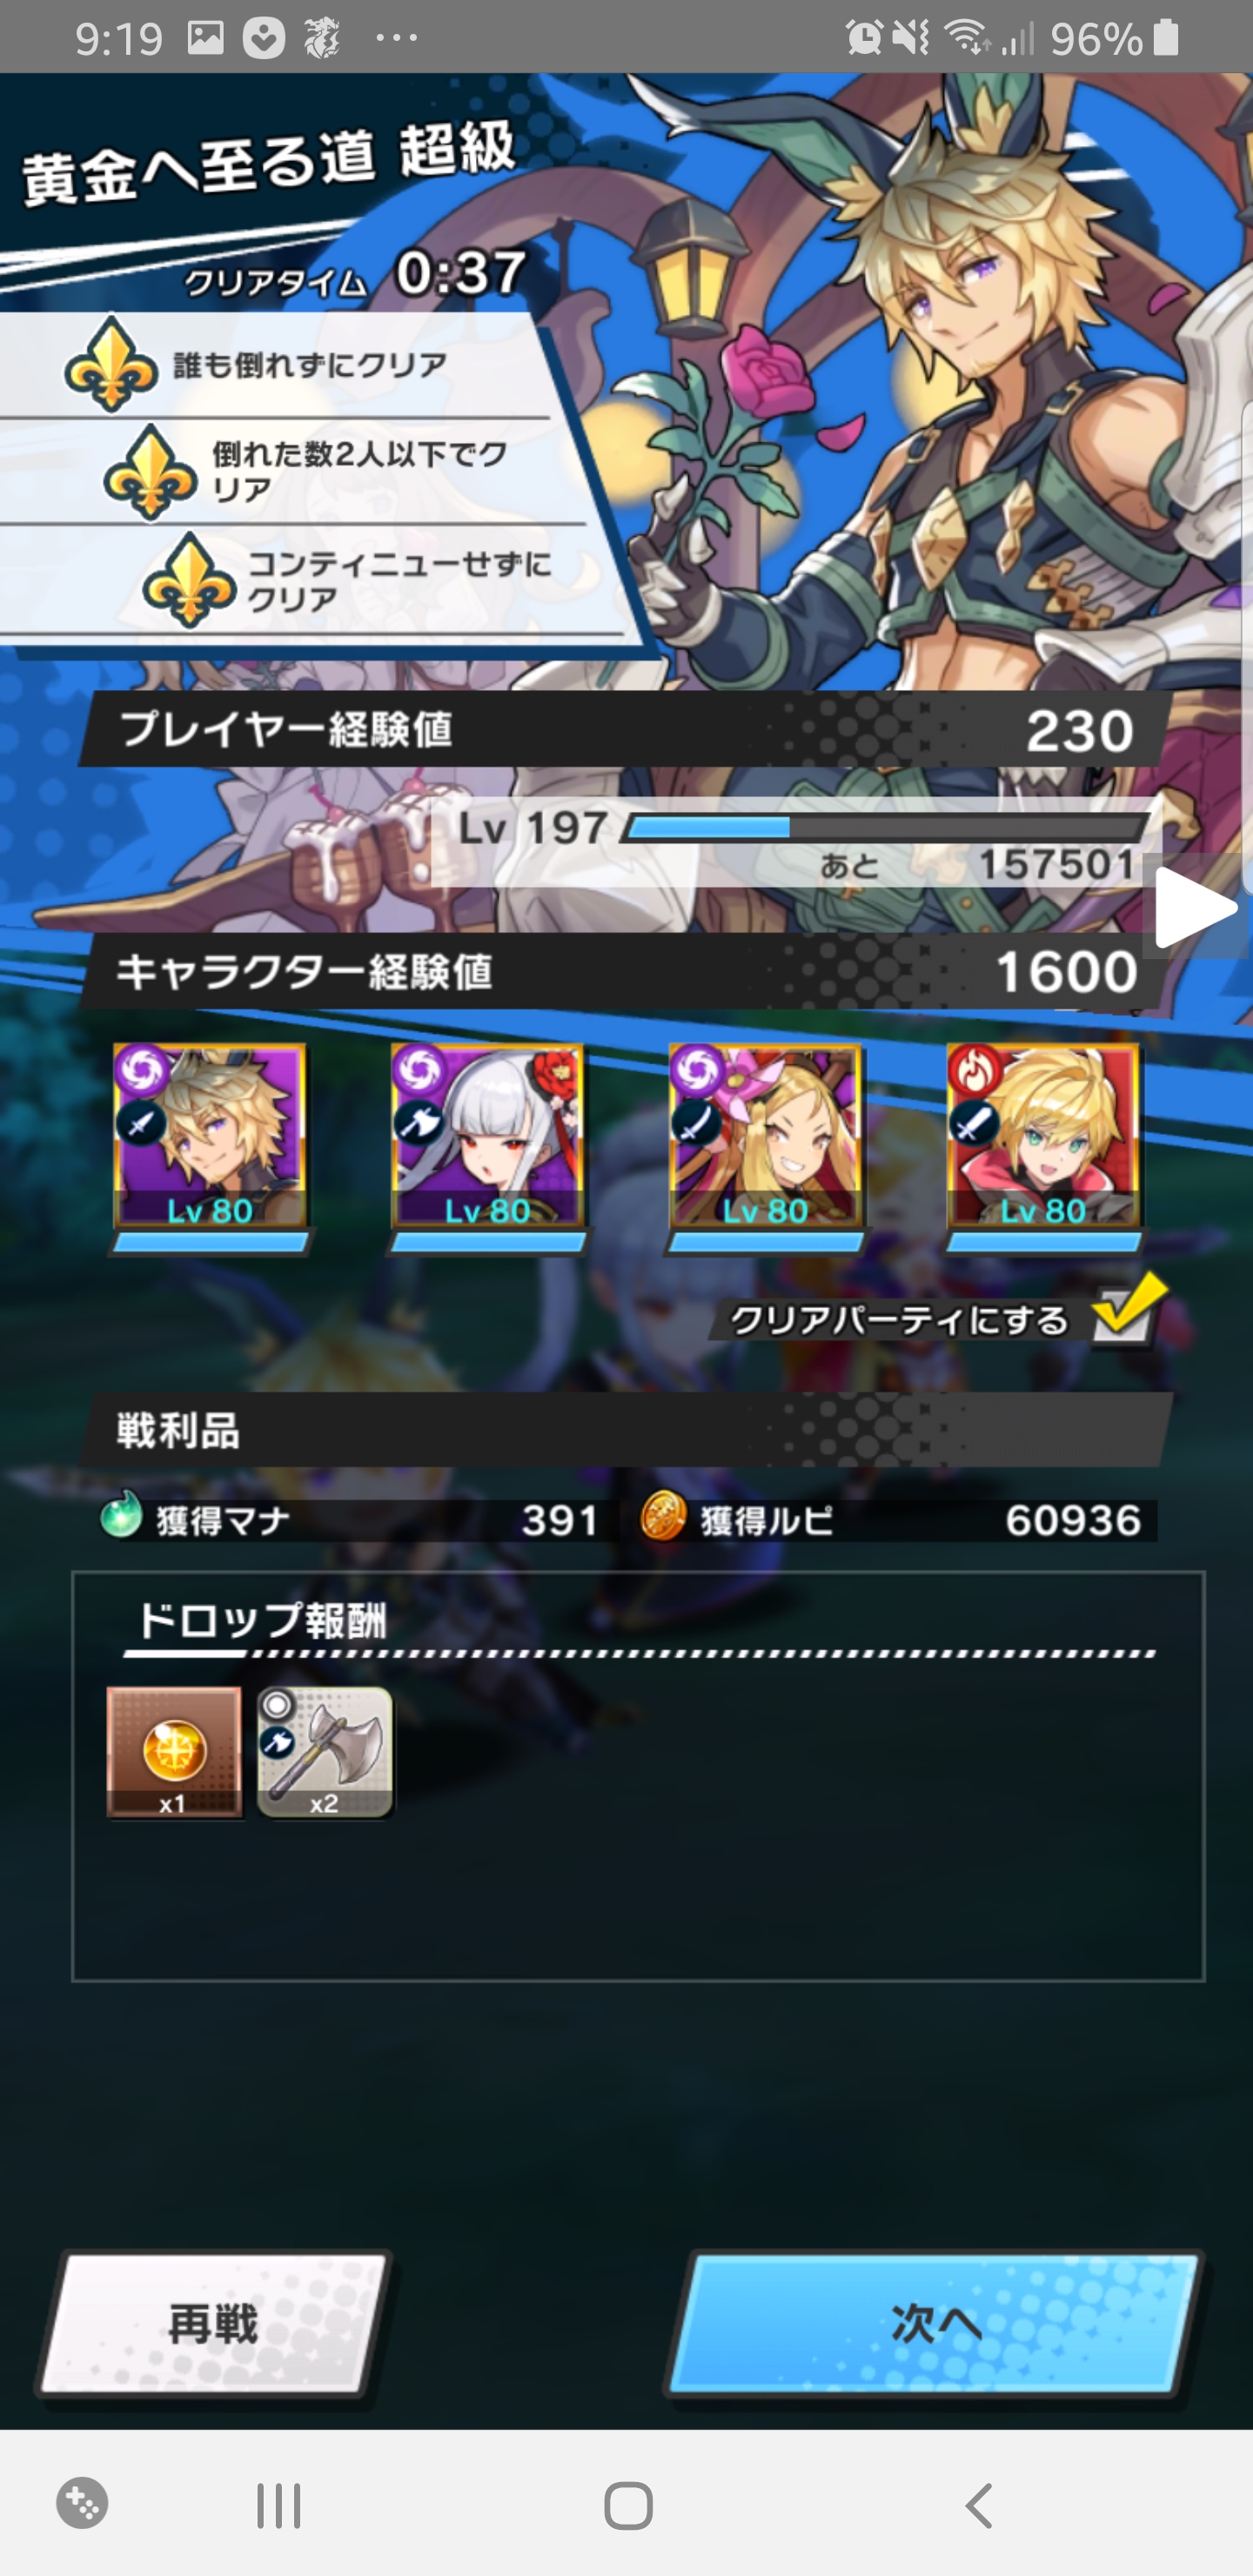 9:19
96%
黄金へ至る道 超級
クリアタイム 0:37
誰も倒れずにクリア
倒れた数2人以下でク
リア
コンティニューせずに
クリア
プレイヤー経験値 230
Lv 197
あと 157501
キャラクター経験値 1600
Lv 80 Lv 80 Lv 80 Lv 80
クリアパーティにする
戦利品
獲得マナ 391 獲得ルピ 60936
ドロップ報酬
x1 x2
再戦 次へ